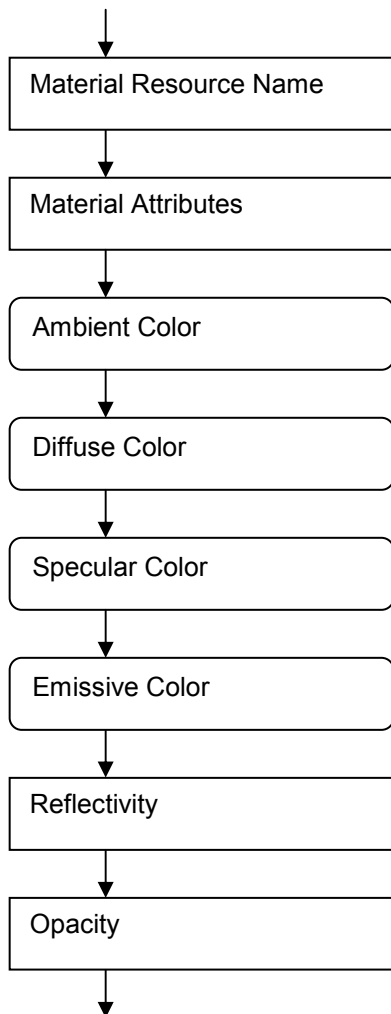 Material Resource Name
Material Attributes
Ambient Color
Diffuse Color
Specular Color
Emissive Color
Reflectivity
Opacity